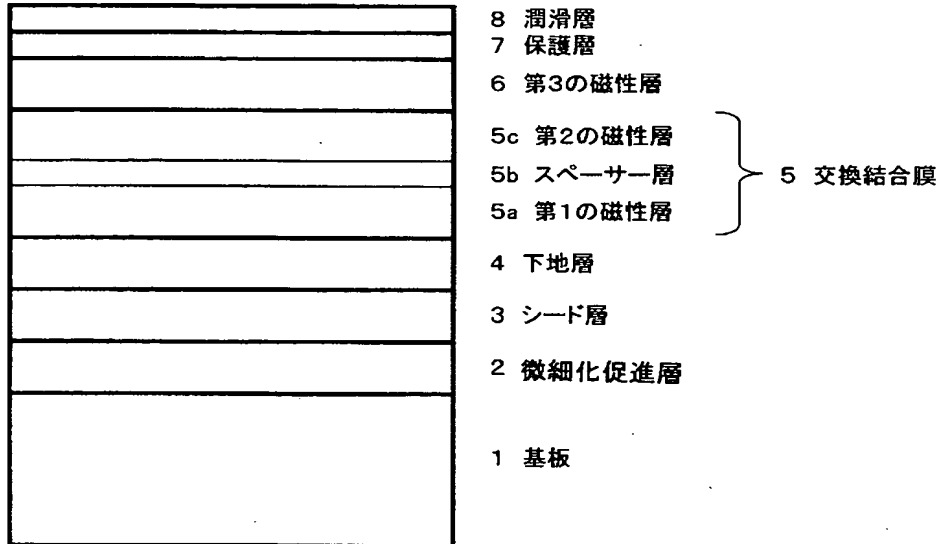 8 潤滑層
7 保護層
6 第3の磁性層
5c 第2の磁性層
5b スペーサー層
5 交換結合膜
5a 第1の磁性層
4 下地層
3 シード層
2 微細化促進層
1 基板